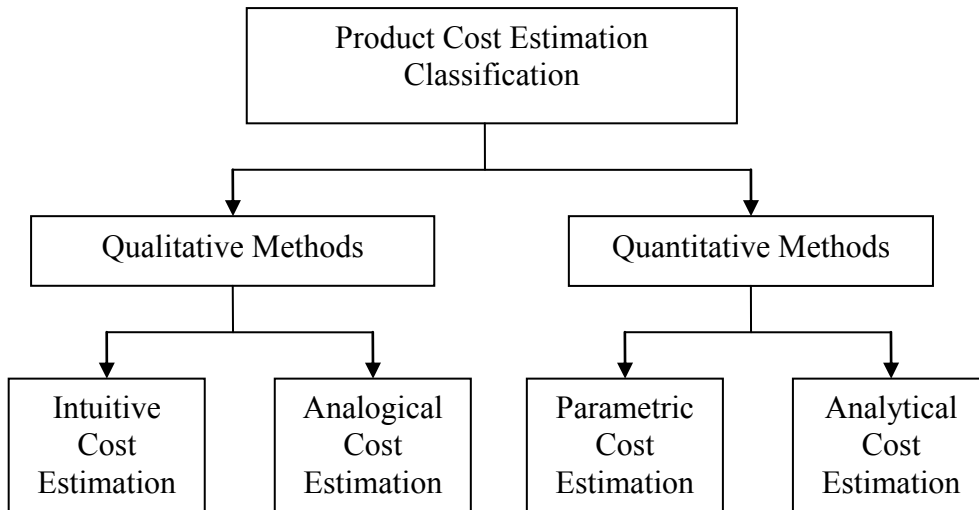 Product Cost Estimation
Classification
Qualitative Methods
Quantitative Methods
Intuitive
Cost
Estimation
Analogical
Cost
Estimation
Parametric
Cost
Estimation
Analytical
Cost
Estimation